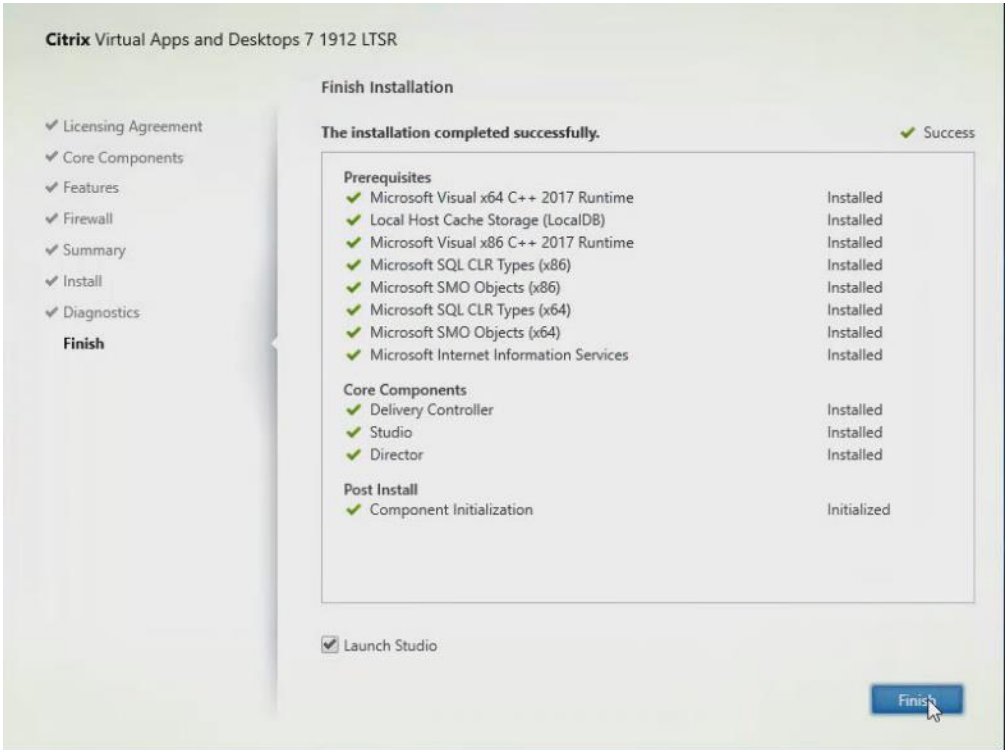 Citrix Virtual Apps and Desktops 7 1912 LTSR
Finish Installation
Licensing Agreement
Core Components
Features
Firewall
Summary
Install
Diagnostics
Finish
The installation completed successfully. Success
Prerequisites
Microsoft Visual x64 C++ 2017 Runtime Installed
Local Host Cache Storage (LocalDB) Installed
Microsoft Visual x86 C++ 2017 Runtime Installed
Microsoft SQL CLR Types (x86) Installed
Microsoft SMO Objects (x86) Installed
Microsoft SQL CLR Types (x64) Installed
Microsoft SMO Objects (x64) Installed
Microsoft Internet Information Services Installed
Core Components
Delivery Controller Installed
Studio Installed
Director Installed
Post Install
Component Initialization Initialized
Launch Studio
Finish